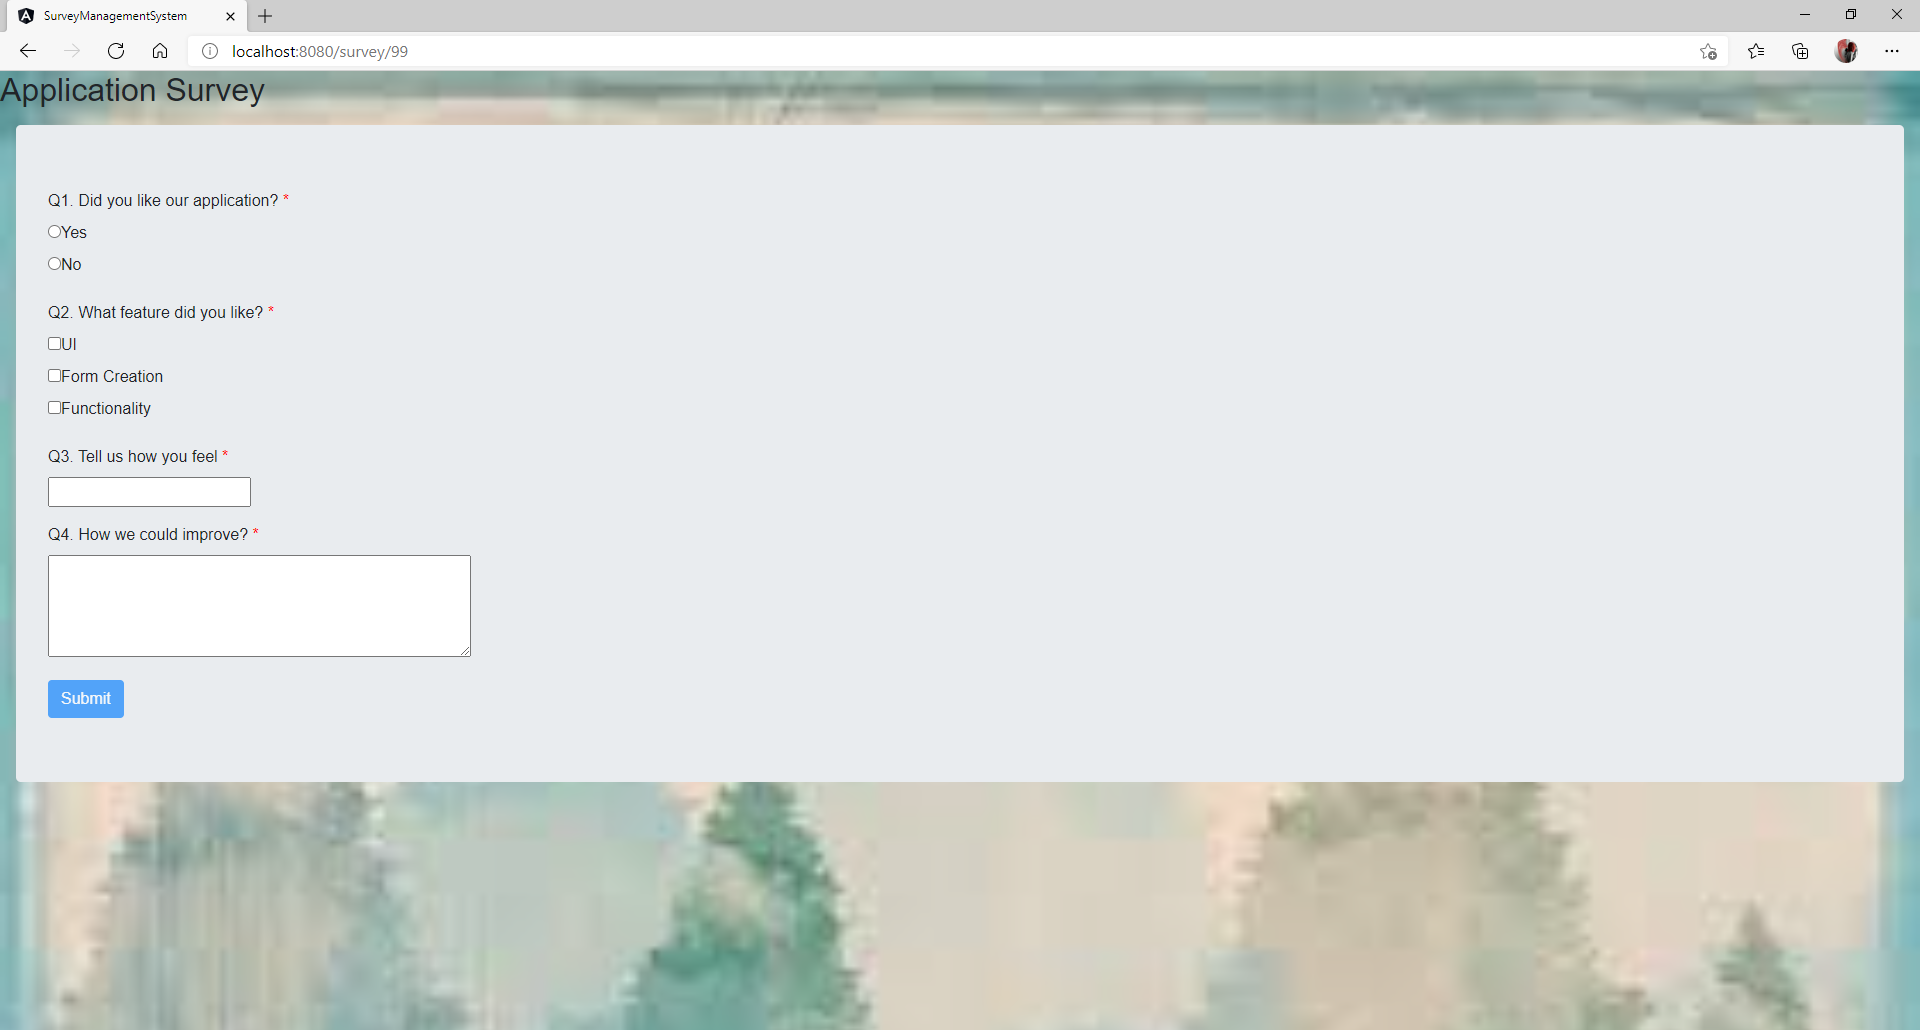 SurveyManagementSystem
localhost:8080/survey/99
Application Survey
Q1. Did you like our application? *
Yes
No
Q2. What feature did you like? *
UI
Form Creation
Functionality
Q3. Tell us how you feel *
Q4. How we could improve? *
Submit